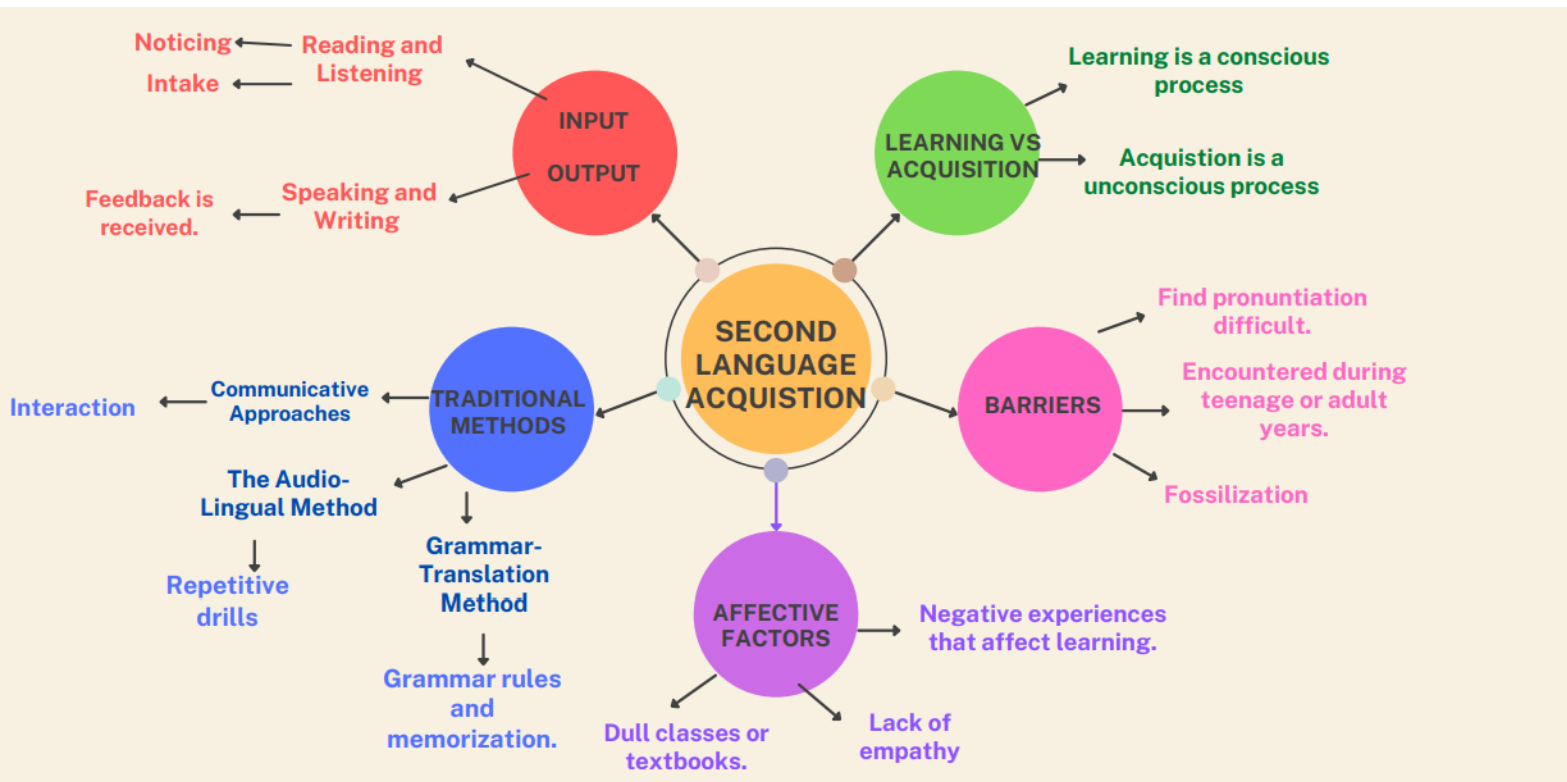 SECOND
LANGUAGE
ACQUISTION
INPUT
OUTPUT
Reading and
Listening
Noticing
Intake
Speaking and
Writing
Feedback is
received.
LEARNING VS
ACQUISITION
Learning is a conscious
process
Acquistion is a
unconscious process
BARRIERS
Find pronuntiation
difficult.
Encountered during
teenage or adult
years.
Fossilization
AFFECTIVE
FACTORS
Negative experiences
that affect learning.
Lack of
empathy
Dull classes or
textbooks.
TRADITIONAL
METHODS
Communicative
Approaches
Interaction
The Audio-
Lingual Method
Repetitive
drills
Grammar-
Translation
Method
Grammar rules
and
memorization.